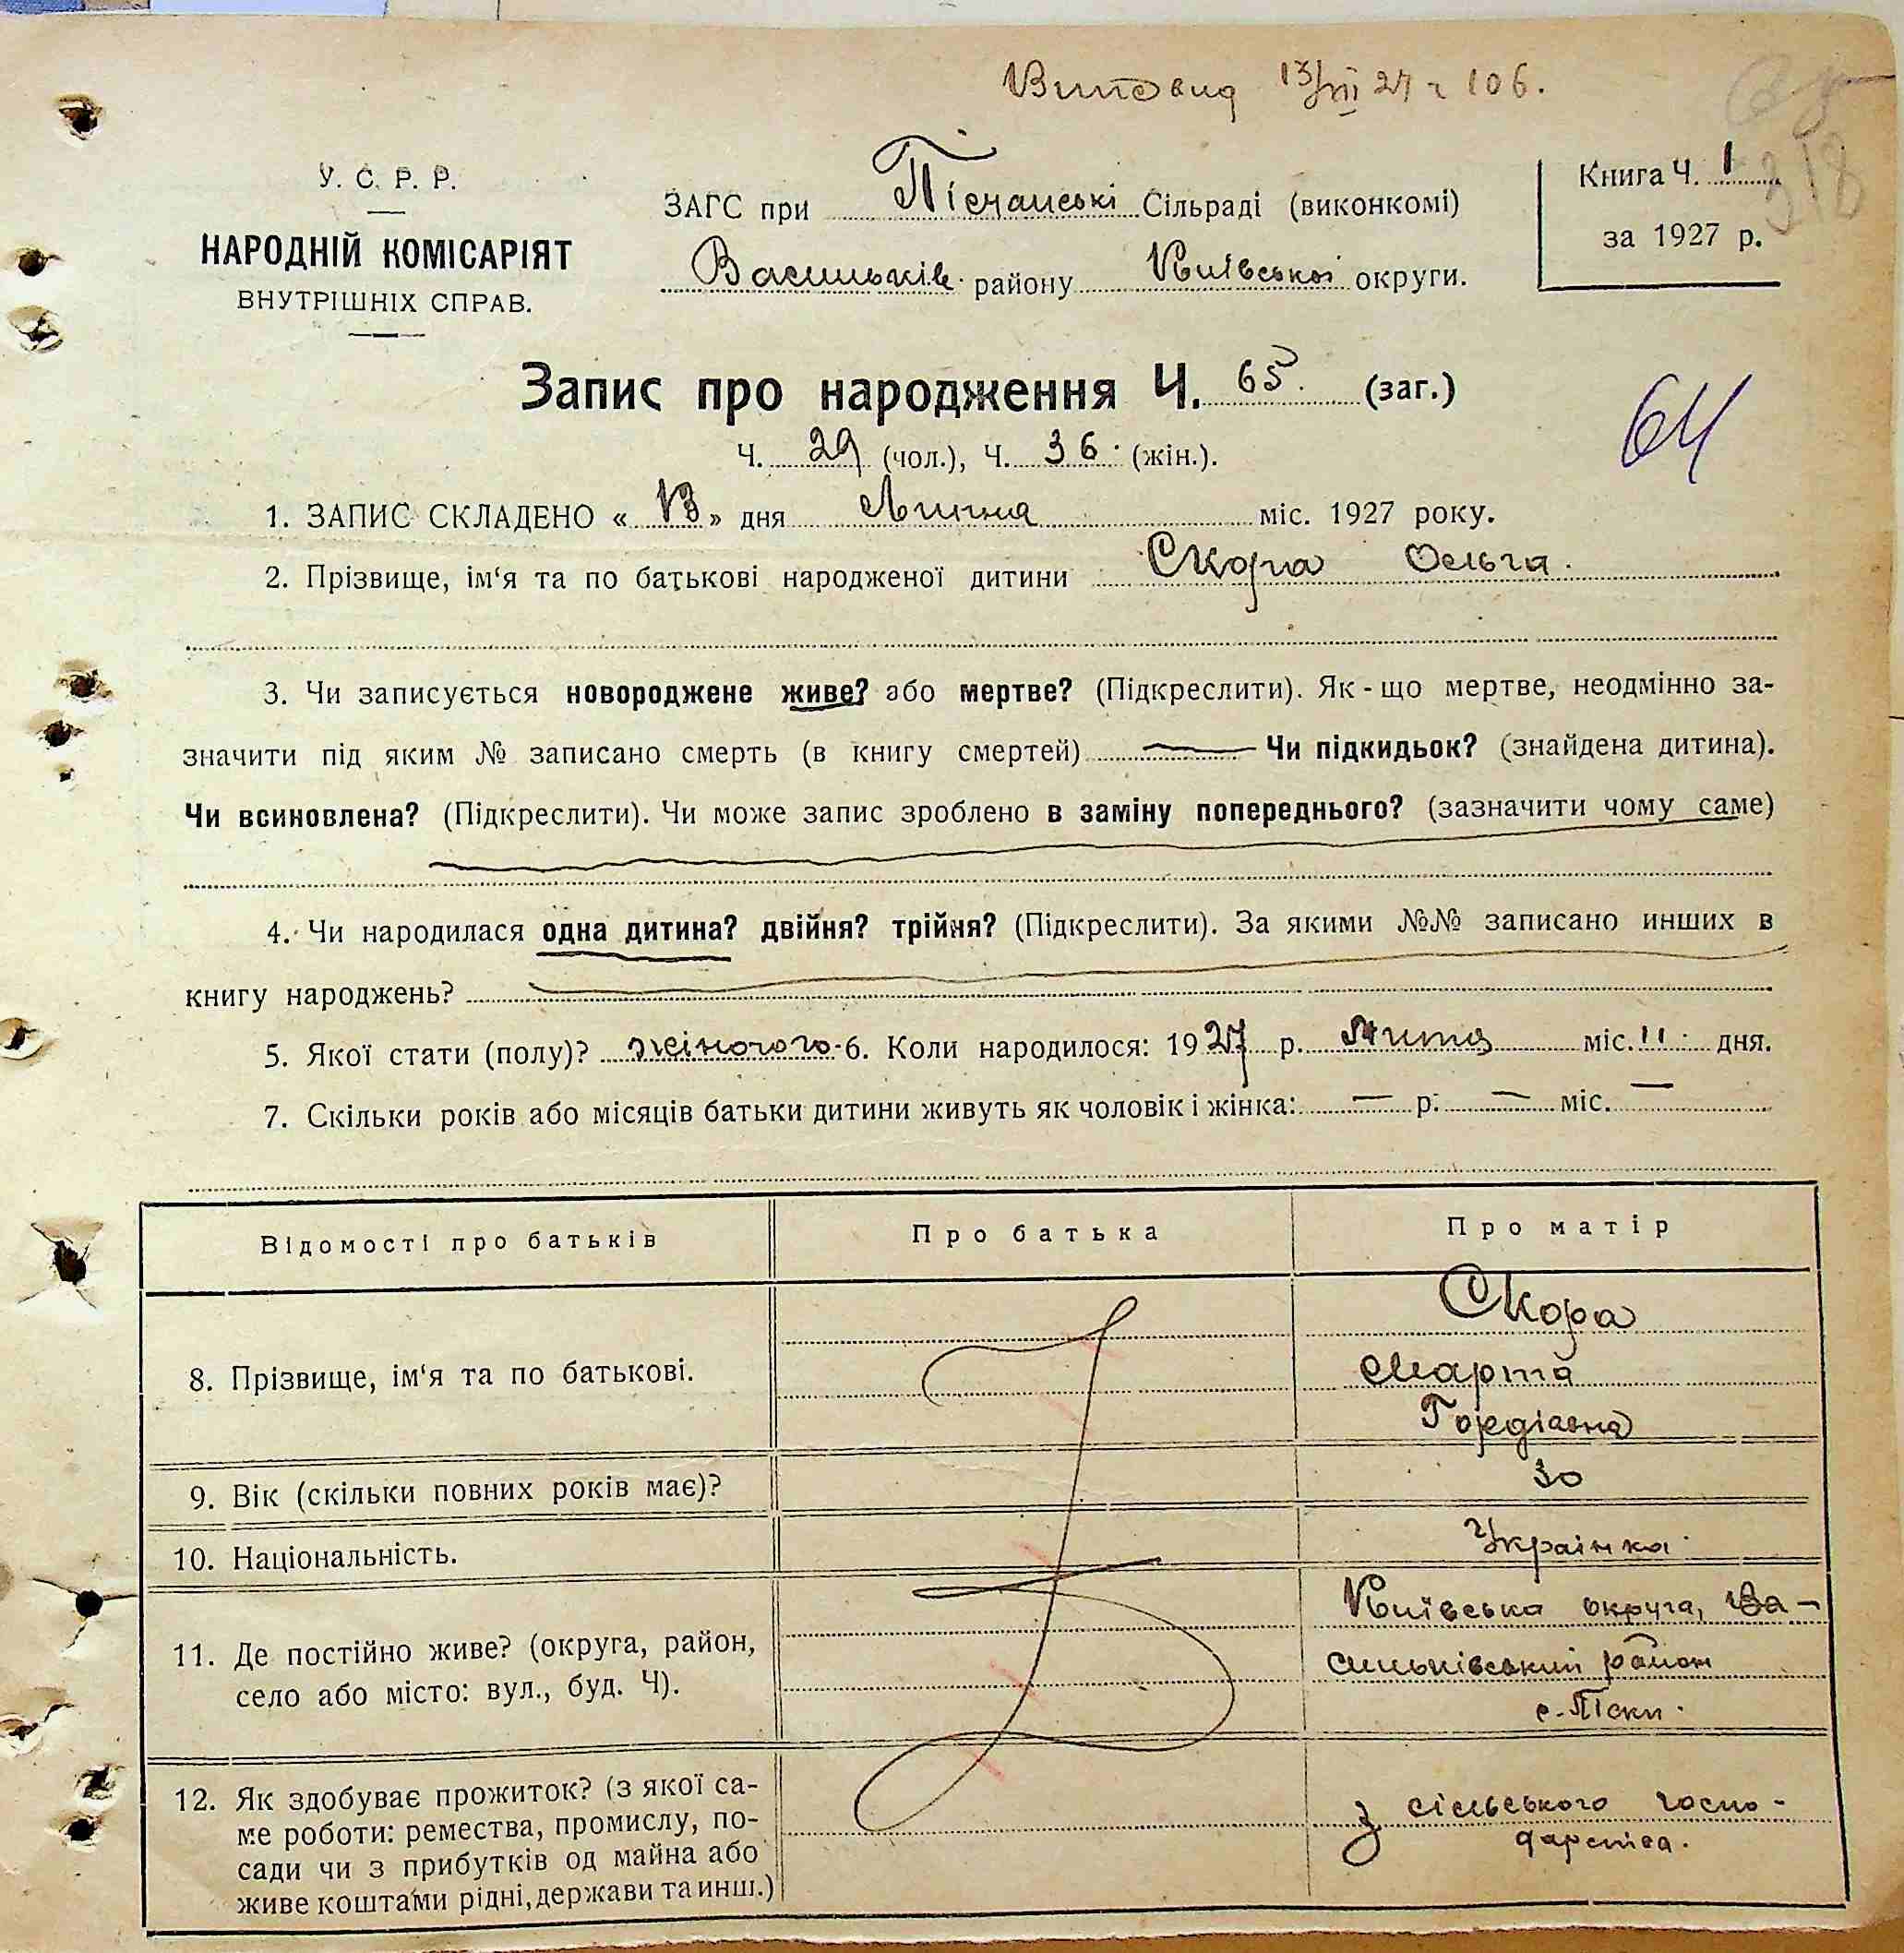 13/VII 27 ч 106.
У. С. Р. Р.
НАРОДНІЙ КОМІСАРІЯТ
ВНУТРІШНІХ СПРАВ.
ЗАГС при Пісчанські Сільраді (виконкомі)
Васильків. району Київської округи.
Книга Ч. 1
за 1927 р.
318
Запис про народження Ч. 65. (заг.)
64
Ч. 29 (чол.), Ч. 36. (жін.).
1. ЗАПИС СКЛАДЕНО « 13 » дня Липня міс. 1927 року.
2. Прізвище, ім‘я та по батькові народженої дитини Скора Ольга.
3. Чи записується новороджене живе? або мертве? (Підкреслити). Як-що мертве, неодмінно за-
значити під яким № записано смерть (в книгу смертей) — Чи підкидьок? (знайдена дитина).
Чи всиновлена? (Підкреслити). Чи може запис зроблено в заміну попереднього? (зазначити чому саме)
4. Чи народилася одна дитина? двійня? трійня? (Підкреслити). За якими №№ записано инших в
книгу народжень?
5. Якої стати (полу)? жіночого. 6. Коли народилося: 1927 р. Липня міс. 11. дня.
7. Скільки років або місяців батьки дитини живуть як чоловік і жінка: — р. — міс. —
Відомості про батьків Про батька Про матір
8. Прізвище, ім‘я та по батькові. Скора
Марта
Гордіявна
9. Вік (скільки повних років має)? 30
10. Національність. Українка.
11. Де постійно живе? (округа, район,
село або місто: вул., буд. Ч).
Київська округа, Ва-
сильківський район
с. Піски.
12. Як здобуває прожиток? (з якої са-
ме роботи: ремества, промислу, по-
сади чи з прибутків од майна або
живе коштами рідні, держави та инш.)
з сільського госпо-
дарства.